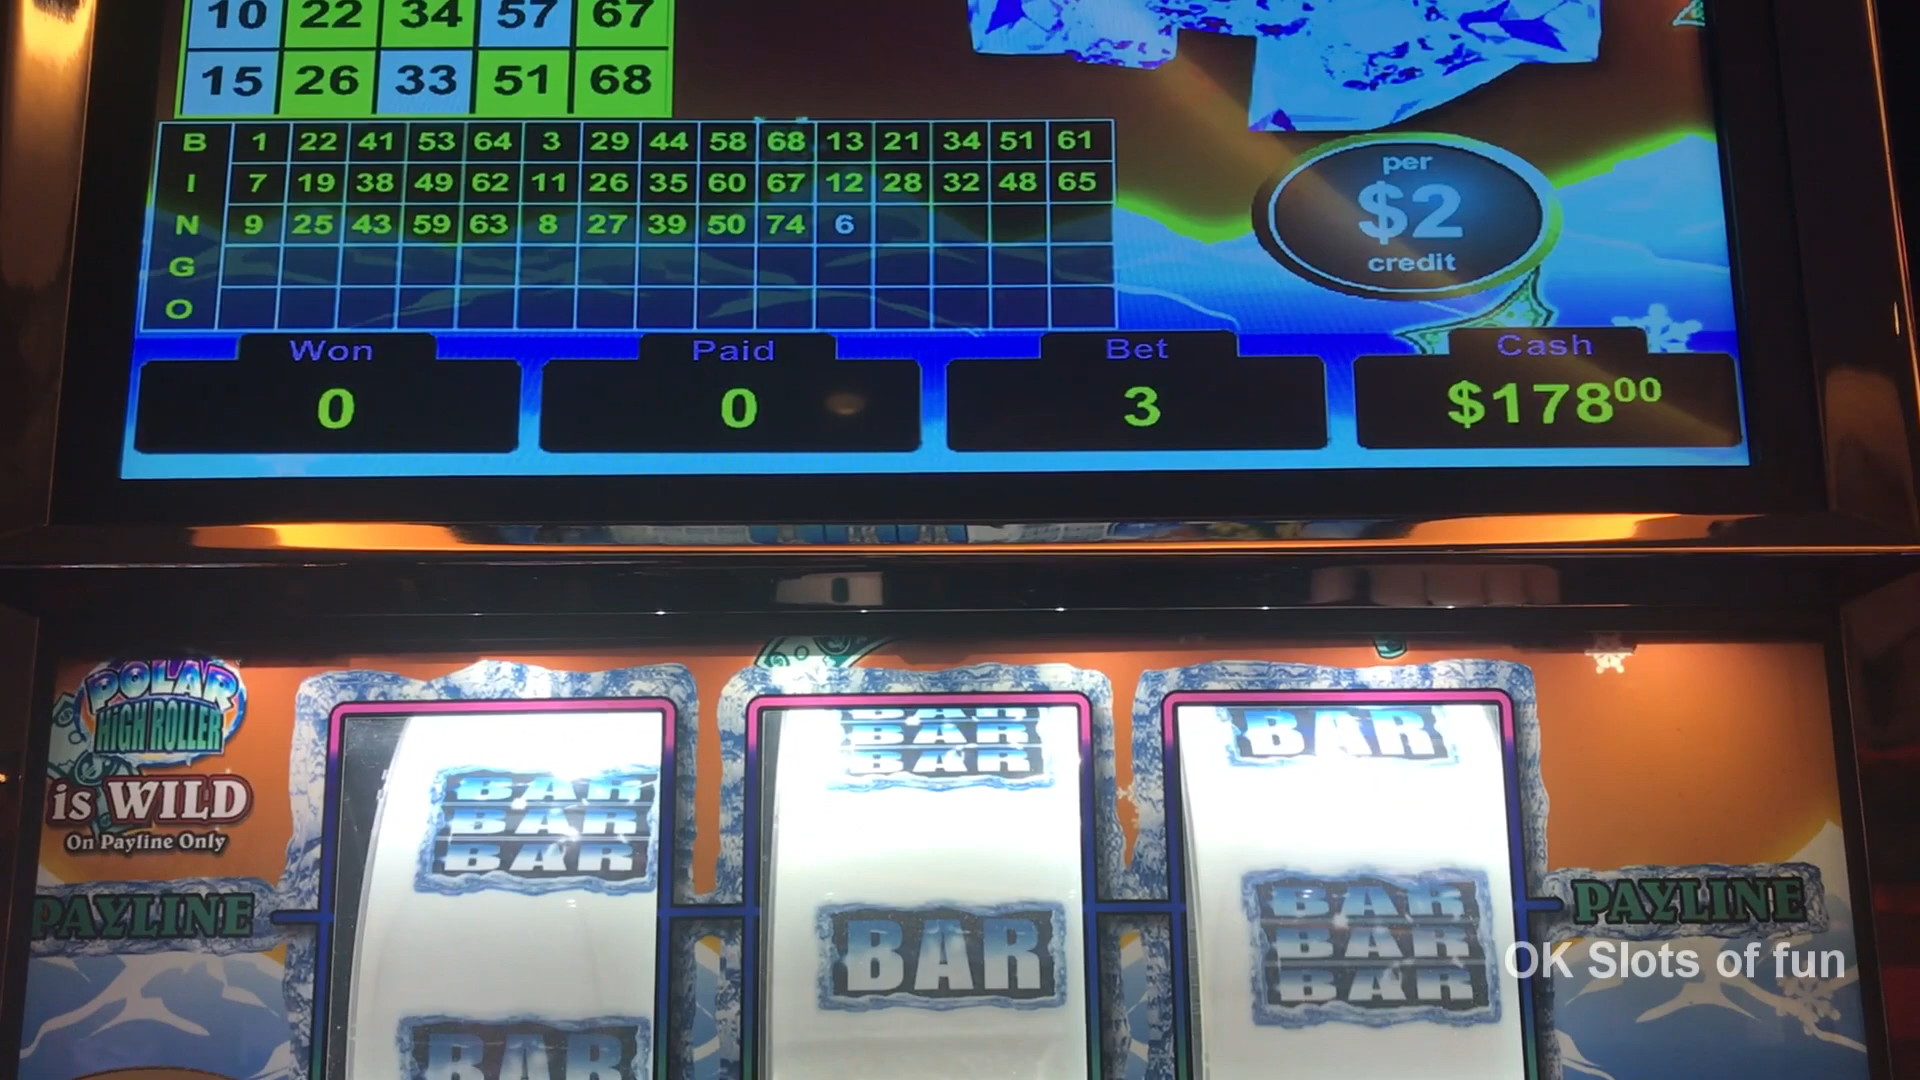 10 22 34 57 67
15 26 33 51 68
B 1 22 41 53 64 3 29 44 58 68 13 21 34 51 61
I 7 19 38 49 62 11 26 35 60 67 12 28 32 48 65
N 9 25 43 59 63 8 27 39 50 74 6
G
O
per
$2
credit
Won Paid Bet Cash
0 0 3 $17800
POLAR
HIGH ROLLER
is WILD
On Payline Only
BAR
BAR
BAR
BAR
BAR
BAR
BAR
PAYLINE
PAYLINE
BAR
BAR
BAR
BAR
BAR
OK Slots of fun